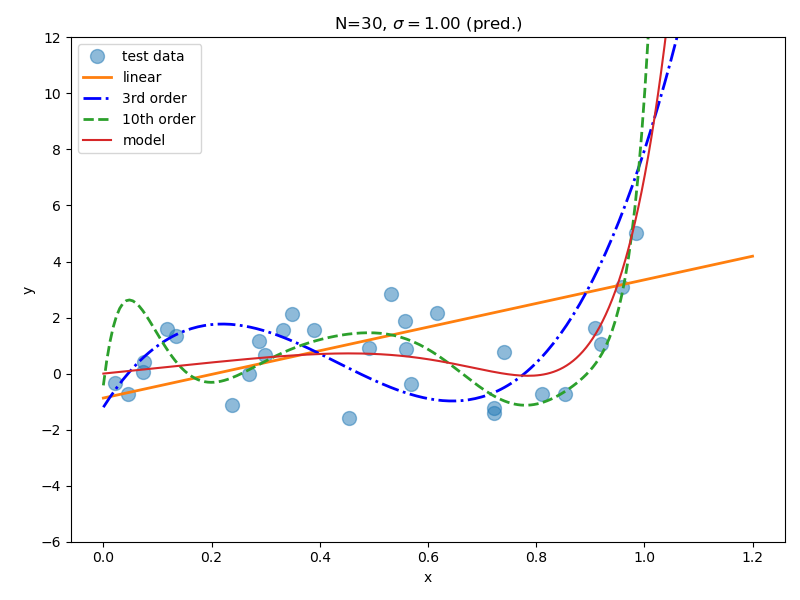 N=30, σ = 1.00 (pred.)
12
10
8
6
4
2
0
−2
−4
−6
y
test data
linear
3rd order
10th order
model
0.0 0.2 0.4 0.6 0.8 1.0 1.2
x